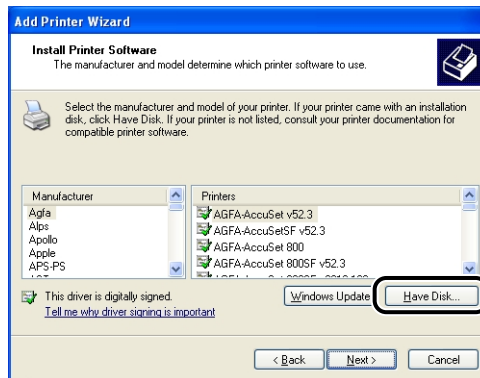 Add Printer Wizard
Install Printer Software
The manufacturer and model determine which printer software to use.
Select the manufacturer and model of your printer. If your printer came with an installation
disk, click Have Disk. If your printer is not listed, consult your printer documentation for
compatible printer software.
Manufacturer
Agfa
Alps
Apollo
Apple
APS-PS
Printers
AGFA-AccuSet v52.3
AGFA-AccuSetSF v52.3
AGFA-AccuSet 800
AGFA-AccuSet 800SF v52.3
This driver is digitally signed.
Tell me why driver signing is important
Windows Update
Have Disk...
< Back
Next >
Cancel